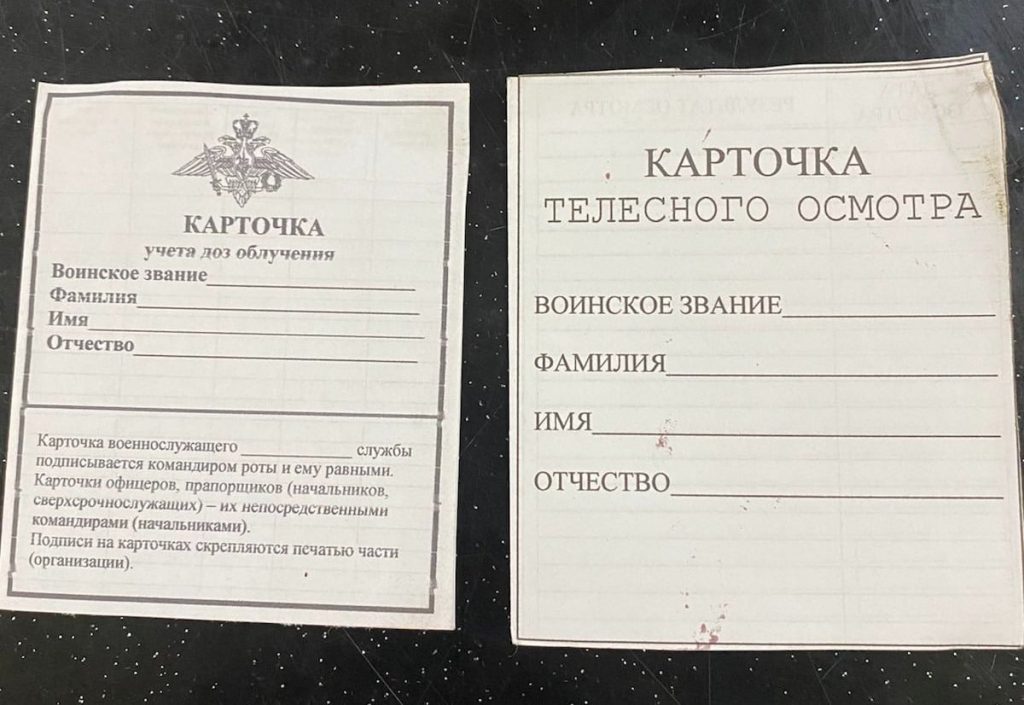 КАРТОЧКА
учета доз облучения
Воинское звание
Фамилия
Имя
Отчество
Карточка военнослужащего ____________ службы
подписывается командиром роты и ему равными.
Карточки офицеров, прапорщиков (начальников,
сверхсрочнослужащих) – их непосредственными
командирами (начальниками).
Подписи на карточках скрепляются печатью части
(организации).
КАРТОЧКА
ТЕЛЕСНОГО ОСМОТРА
ВОИНСКОЕ ЗВАНИЕ
ФАМИЛИЯ
ИМЯ
ОТЧЕСТВО